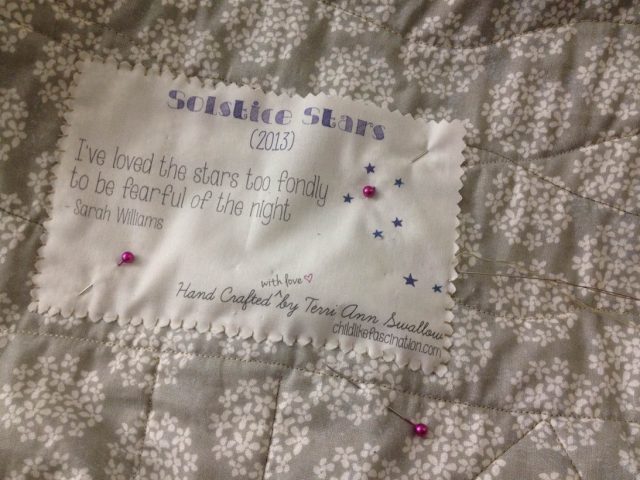 Solstice Stars
(2013)
I've loved the stars too fondly
to be fearful of the night
- Sarah Williams
with love
Hand Crafted ^ by Terri Ann Swallow
childlikefascination.com